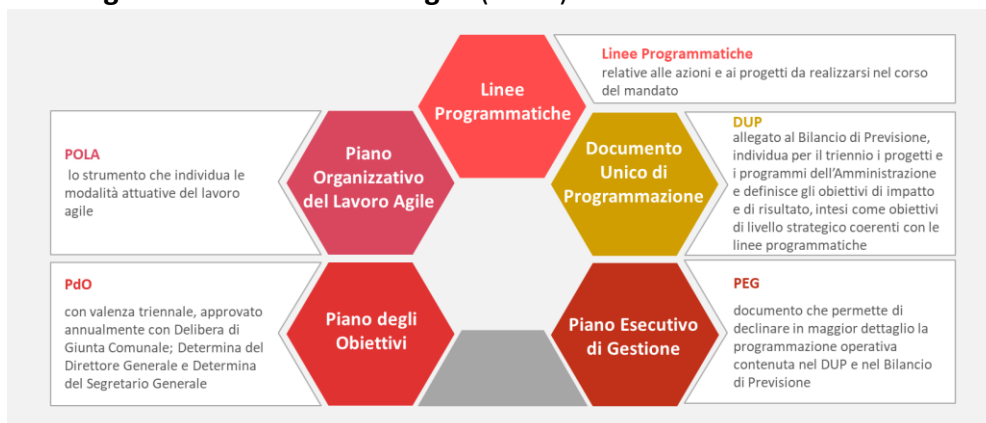 Linee
Programmatiche
Linee Programmatiche
relative alle azioni e ai progetti da realizzarsi nel corso
del mandato
POLA
lo strumento che individua le
modalità attuative del lavoro
agile
Piano
Organizzativo
del Lavoro Agile
Documento
Unico di
Programmazione
DUP
allegato al Bilancio di Previsione,
individua per il triennio i progetti e
i programmi dell’Amministrazione
e definisce gli obiettivi di impatto
e di risultato, intesi come obiettivi
di livello strategico coerenti con le
linee programmatiche
PdO
con valenza triennale, approvato
annualmente con Delibera di
Giunta Comunale; Determina del
Direttore Generale e Determina
del Segretario Generale
Piano degli
Obiettivi
Piano Esecutivo
di Gestione
PEG
documento che permette di
declinare in maggior dettaglio la
programmazione operativa
contenuta nel DUP e nel Bilancio
di Previsione